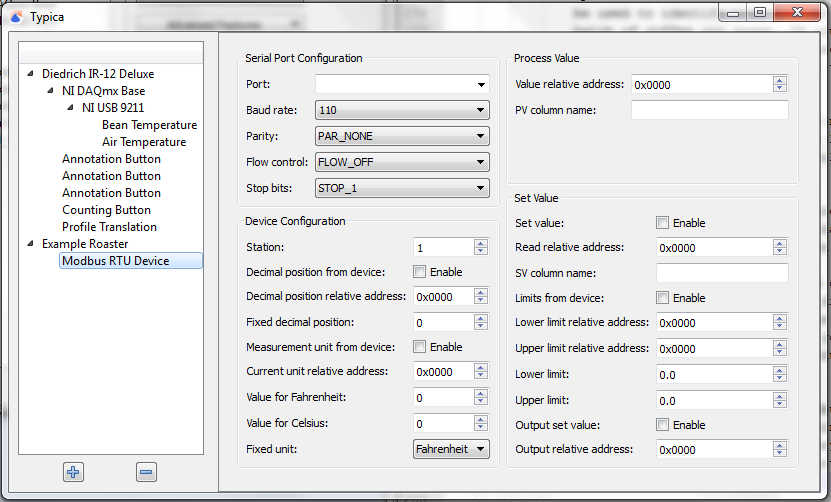 Typica
Diedrich IR-12 Deluxe
NI DAQmx Base
NI USB 9211
Bean Temperature
Air Temperature
Annotation Button
Annotation Button
Annotation Button
Counting Button
Profile Translation
Example Roaster
Modbus RTU Device
Serial Port Configuration
Port:
Baud rate: 110
Parity: PAR_NONE
Flow control: FLOW_OFF
Stop bits: STOP_1
Device Configuration
Station: 1
Decimal position from device: Enable
Decimal position relative address: 0x0000
Fixed decimal position: 0
Measurement unit from device: Enable
Current unit relative address: 0x0000
Value for Fahrenheit: 0
Value for Celsius: 0
Fixed unit: Fahrenheit
Process Value
Value relative address: 0x0000
PV column name:
Set Value
Set value: Enable
Read relative address: 0x0000
SV column name:
Limits from device: Enable
Lower limit relative address: 0x0000
Upper limit relative address: 0x0000
Lower limit: 0.0
Upper limit: 0.0
Output set value: Enable
Output relative address: 0x0000